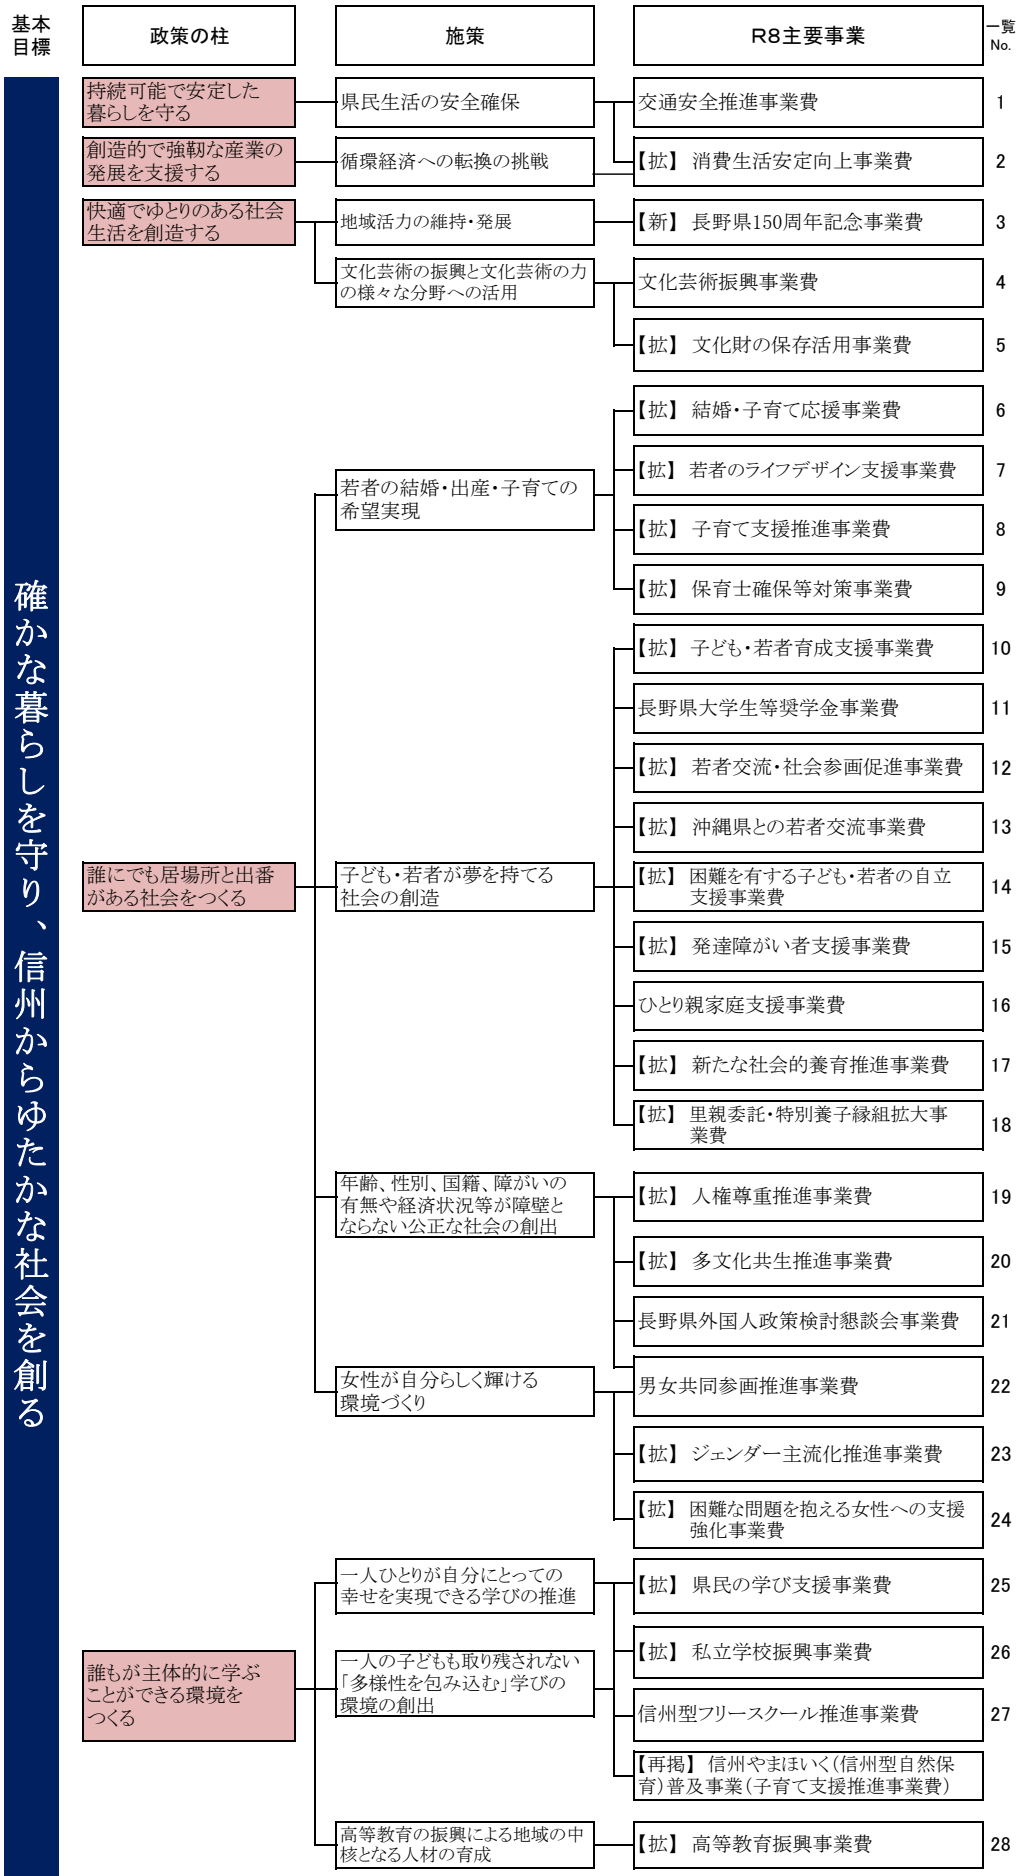 基本
目標
政策の柱
施策
R8主要事業
一覧
No.
確かな暮らしを守り、信州からゆたかな社会を創る
持続可能で安定した
暮らしを守る
県民生活の安全確保
交通安全推進事業費
1
創造的で強靭な産業の
発展を支援する
循環経済への転換の挑戦
【拡】 消費生活安定向上事業費
2
快適でゆとりのある社会
生活を創造する
地域活力の維持・発展
【新】 長野県150周年記念事業費
3
文化芸術の振興と文化芸術の力
の様々な分野への活用
文化芸術振興事業費
4
【拡】 文化財の保存活用事業費
5
【拡】 結婚・子育て応援事業費
6
若者の結婚・出産・子育ての
希望実現
【拡】 若者のライフデザイン支援事業費
7
【拡】 子育て支援推進事業費
8
【拡】 保育士確保等対策事業費
9
【拡】 子ども・若者育成支援事業費
10
長野県大学生等奨学金事業費
11
【拡】 若者交流・社会参画促進事業費
12
【拡】 沖縄県との若者交流事業費
13
誰にでも居場所と出番
がある社会をつくる
子ども・若者が夢を持てる
社会の創造
【拡】 困難を有する子ども・若者の自立
支援事業費
14
【拡】 発達障がい者支援事業費
15
ひとり親家庭支援事業費
16
【拡】 新たな社会的養育推進事業費
17
【拡】 里親委託・特別養子縁組拡大事
業費
18
年齢、性別、国籍、障がいの
有無や経済状況等が障壁と
ならない公正な社会の創出
【拡】 人権尊重推進事業費
19
【拡】 多文化共生推進事業費
20
長野県外国人政策検討懇談会事業費
21
女性が自分らしく輝ける
環境づくり
男女共同参画推進事業費
22
【拡】 ジェンダー主流化推進事業費
23
【拡】 困難な問題を抱える女性への支援
強化事業費
24
一人ひとりが自分にとっての
幸せを実現できる学びの推進
【拡】 県民の学び支援事業費
25
誰もが主体的に学ぶ
ことができる環境を
つくる
一人の子どもも取り残されない
「多様性を包み込む」学びの
環境の創出
【拡】 私立学校振興事業費
26
信州型フリースクール推進事業費
27
【再掲】 信州やまほいく(信州型自然保
育)普及事業(子育て支援推進事業費)
高等教育の振興による地域の中
核となる人材の育成
【拡】 高等教育振興事業費
28